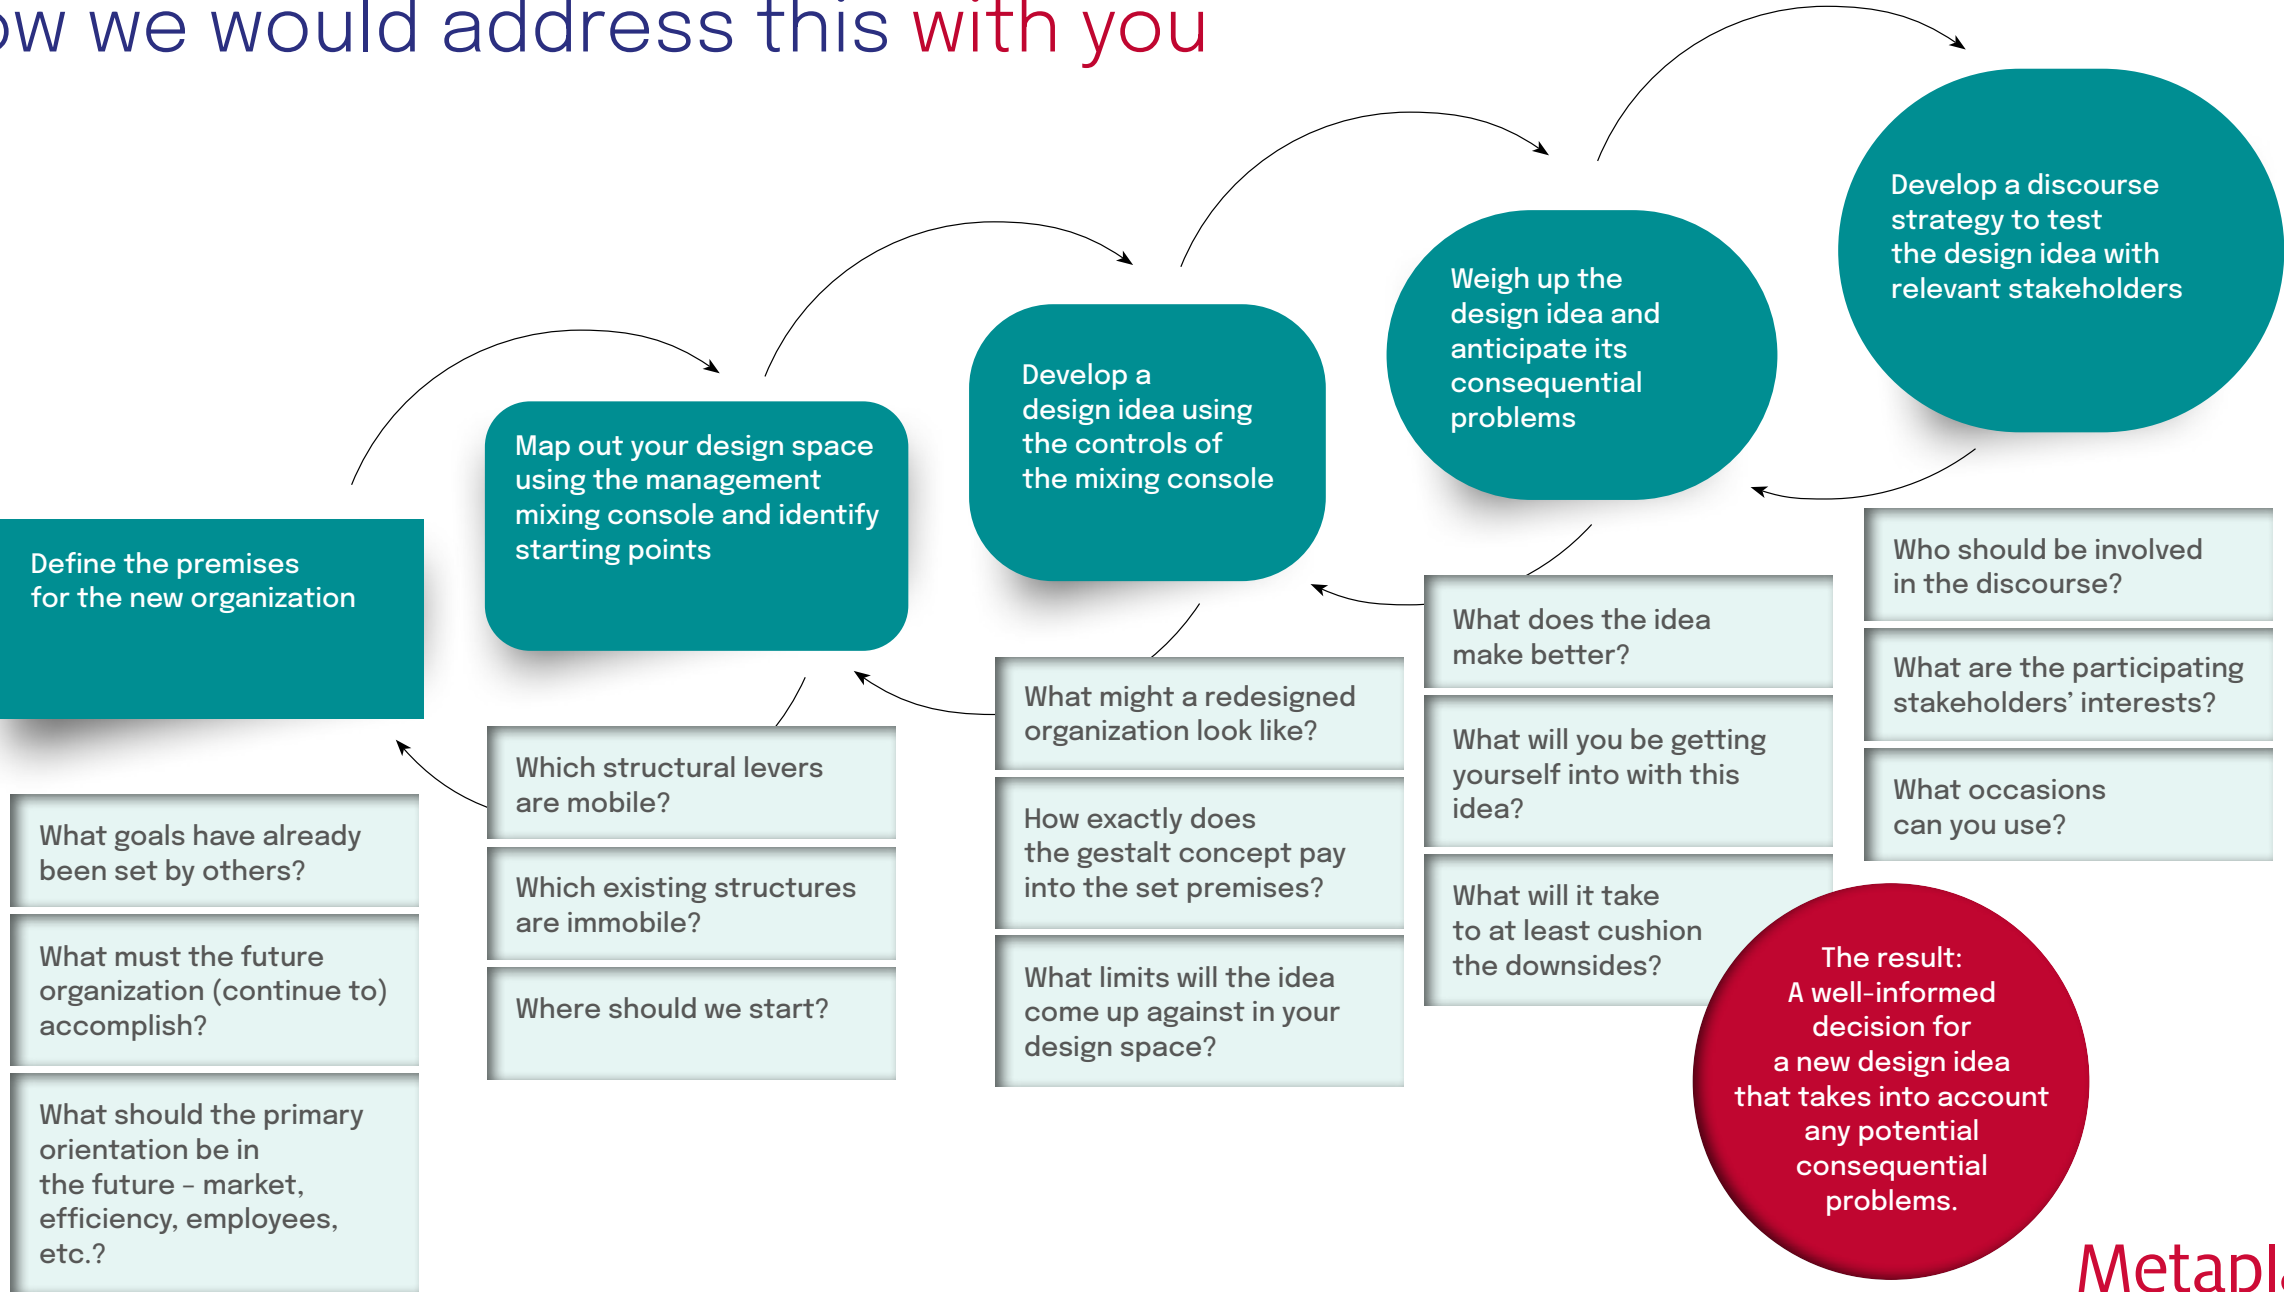 ow we would address this with you
Define the premises
for the new organization
What goals have already
been set by others?
What must the future
organization (continue to)
accomplish?
What should the primary
orientation be in
the future – market,
efficiency, employees,
etc.?
Map out your design space
using the management
mixing console and identify
starting points
Which structural levers
are mobile?
Which existing structures
are immobile?
Where should we start?
Develop a
design idea using
the controls of
the mixing console
What might a redesigned
organization look like?
How exactly does
the gestalt concept pay
into the set premises?
What limits will the idea
come up against in your
design space?
Weigh up the
design idea and
anticipate its
consequential
problems
What does the idea
make better?
What will you be getting
yourself into with this
idea?
What will it take
to at least cushion
the downsides?
Develop a discourse
strategy to test
the design idea with
relevant stakeholders
Who should be involved
in the discourse?
What are the participating
stakeholders’ interests?
What occasions
can you use?
The result:
A well-informed
decision for
a new design idea
that takes into account
any potential
consequential
problems.
Metapla